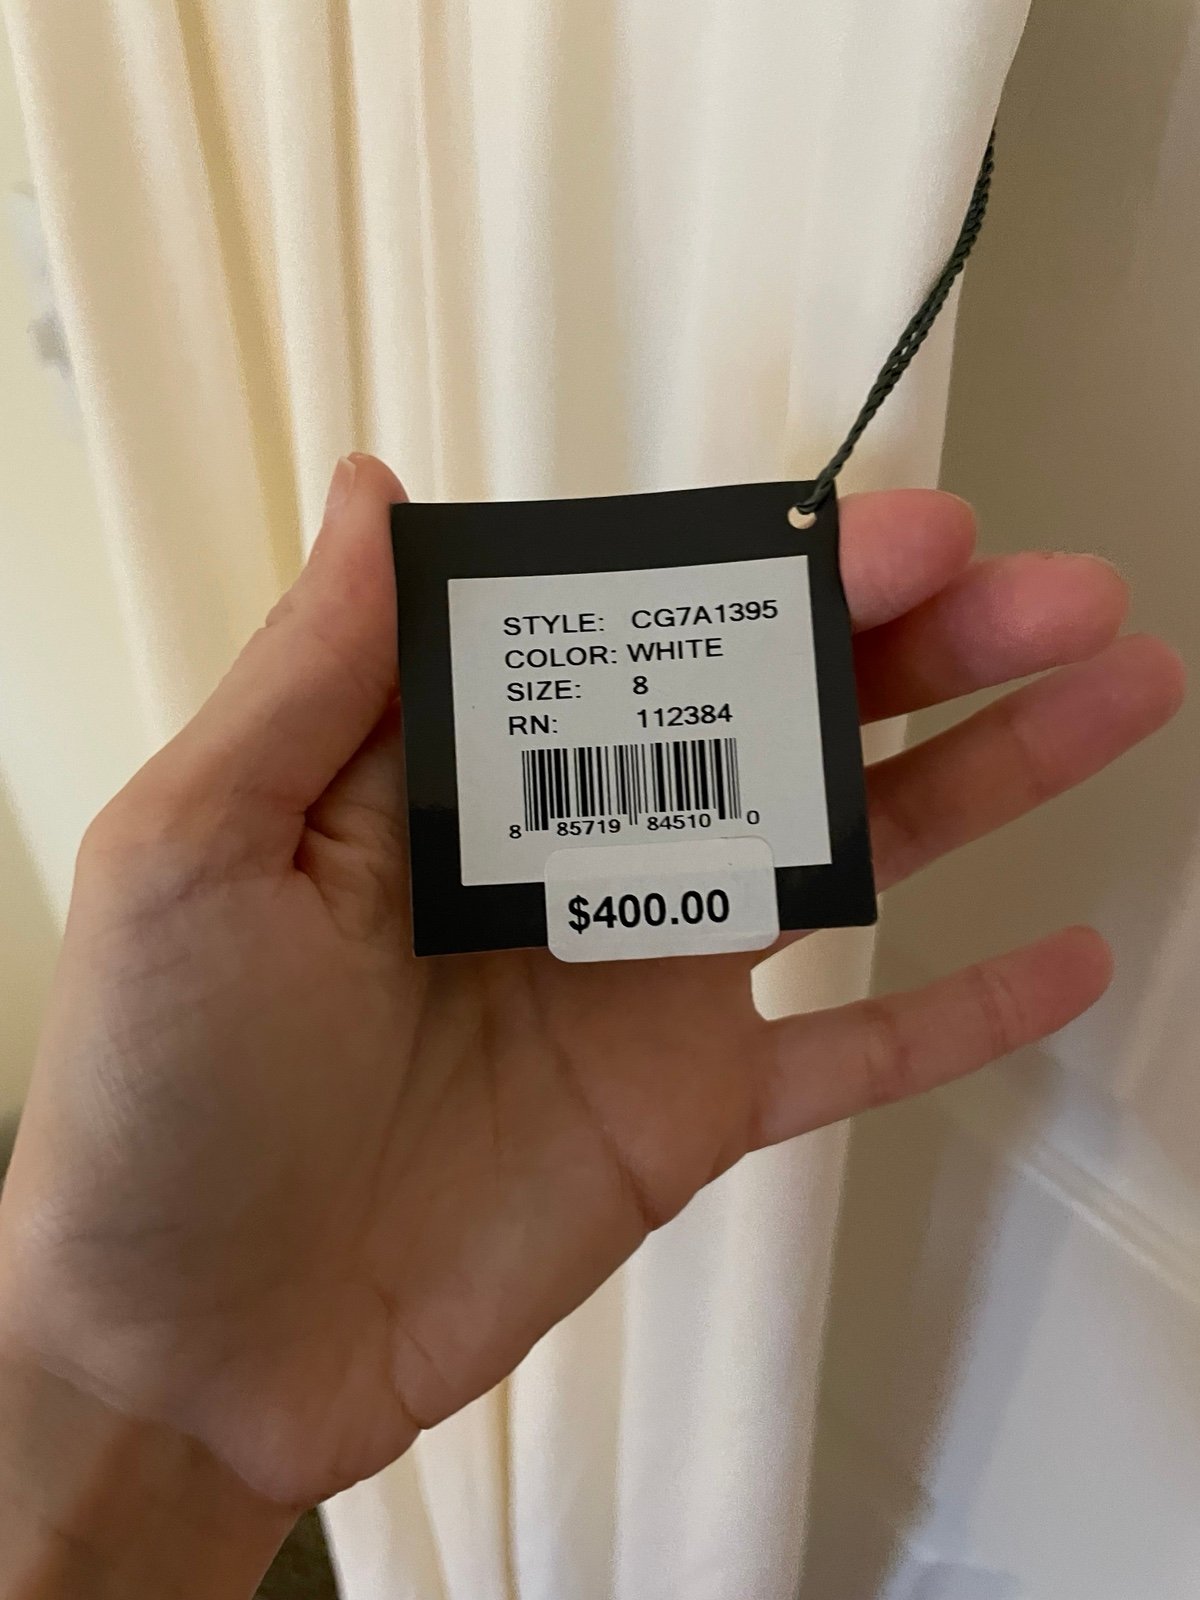 STYLE: CG7A1395
COLOR: WHITE
SIZE: 8
RN: 112384
8 85719 84510 0
$400.00